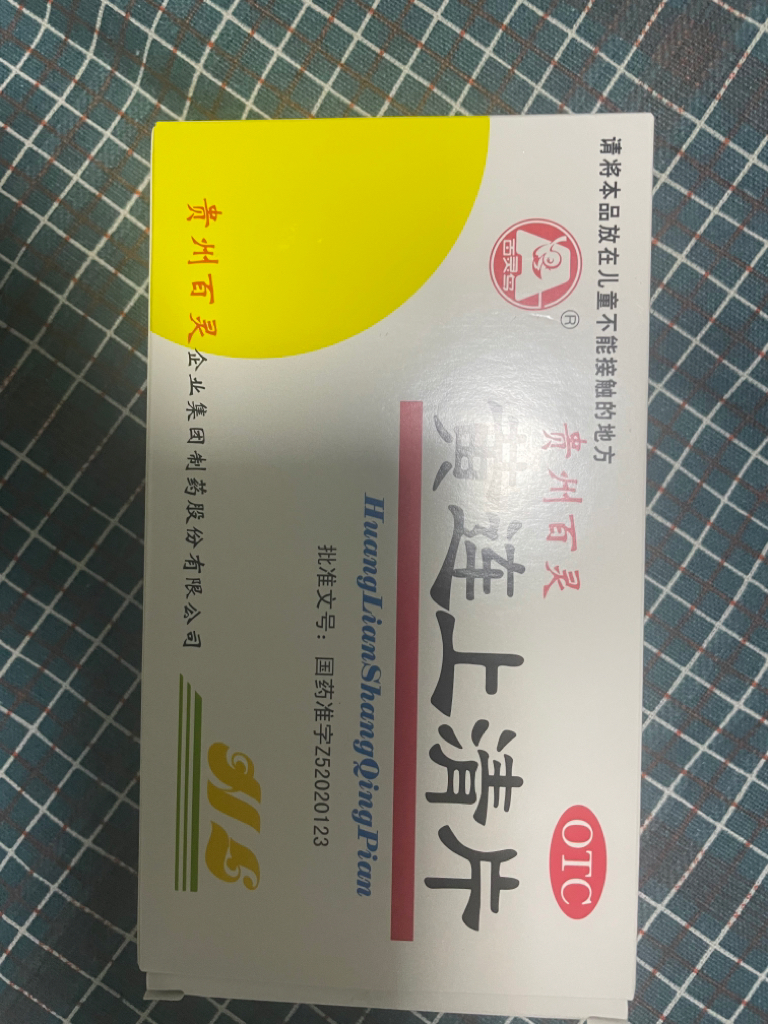 请将本品放在儿童不能接触的地方
百灵鸟
®
贵州百灵
黄连上清片
OTC
HuangLianShangQingPian
批准文号：国药准字Z52020123
贵州百灵企业集团制药股份有限公司